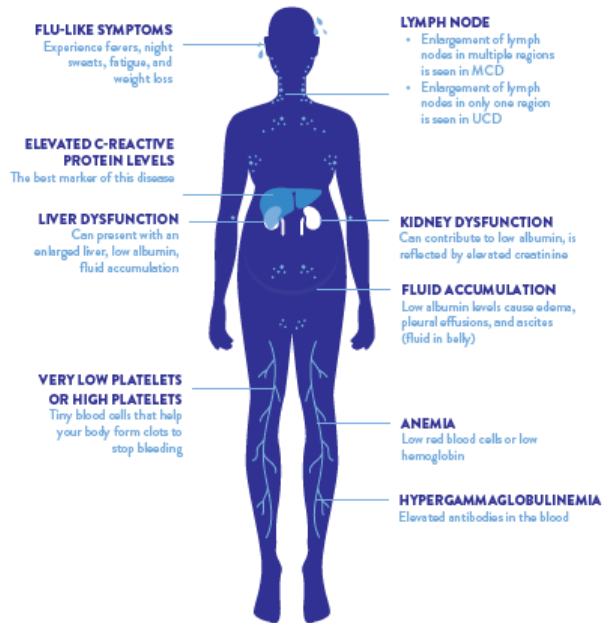 FLU-LIKE SYMPTOMS
Experience fevers, night
sweats, fatigue, and
weight loss
ELEVATED C-REACTIVE
PROTEIN LEVELS
The best marker of this disease
LIVER DYSFUNCTION
Can present with an
enlarged liver, low albumin,
fluid accumulation
VERY LOW PLATELETS
OR HIGH PLATELETS
Tiny blood cells that help
your body form clots to
stop bleeding
LYMPH NODE
• Enlargement of lymph
nodes in multiple regions
is seen in MCD
• Enlargement of lymph
nodes in only one region
is seen in UCD
KIDNEY DYSFUNCTION
Can contribute to low albumin, is
reflected by elevated creatinine
FLUID ACCUMULATION
Low albumin levels cause edema,
pleural effusions, and ascites
(fluid in belly)
ANEMIA
Low red blood cells or low
hemoglobin
HYPERGAMMAGLOBULINEMIA
Elevated antibodies in the blood